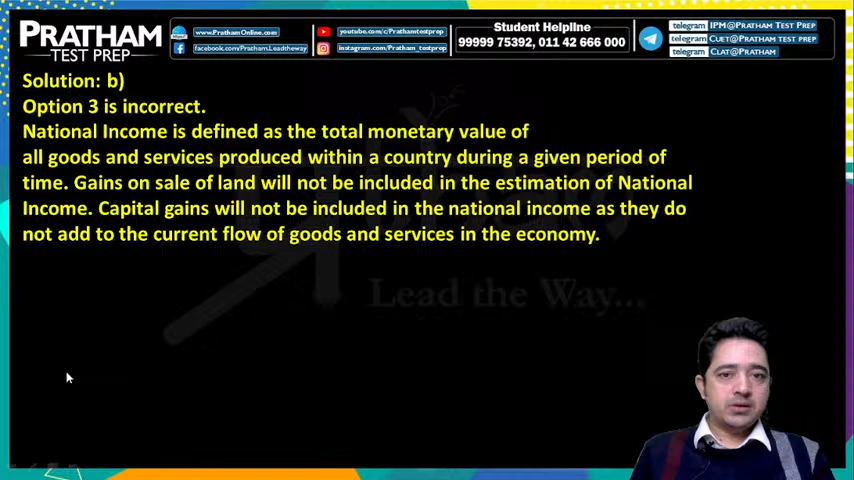 PRATHAM
TEST PREP
www.PrathamOnline.com
facebook.com/PrathamLeadtheway
youtube.com/c/Prathamtestprep
instagram.com/Pratham_testprep
Student Helpline
99999 75392, 011 42 666 000
telegram IPM@PRATHAM TEST PREP
telegram CUET@PRATHAM TEST PREP
telegram CLAT@PRATHAM
Solution: b)
Option 3 is incorrect.
National Income is defined as the total monetary value of
all goods and services produced within a country during a given period of
time. Gains on sale of land will not be included in the estimation of National
Income. Capital gains will not be included in the national income as they do
not add to the current flow of goods and services in the economy.
Lead the Way...